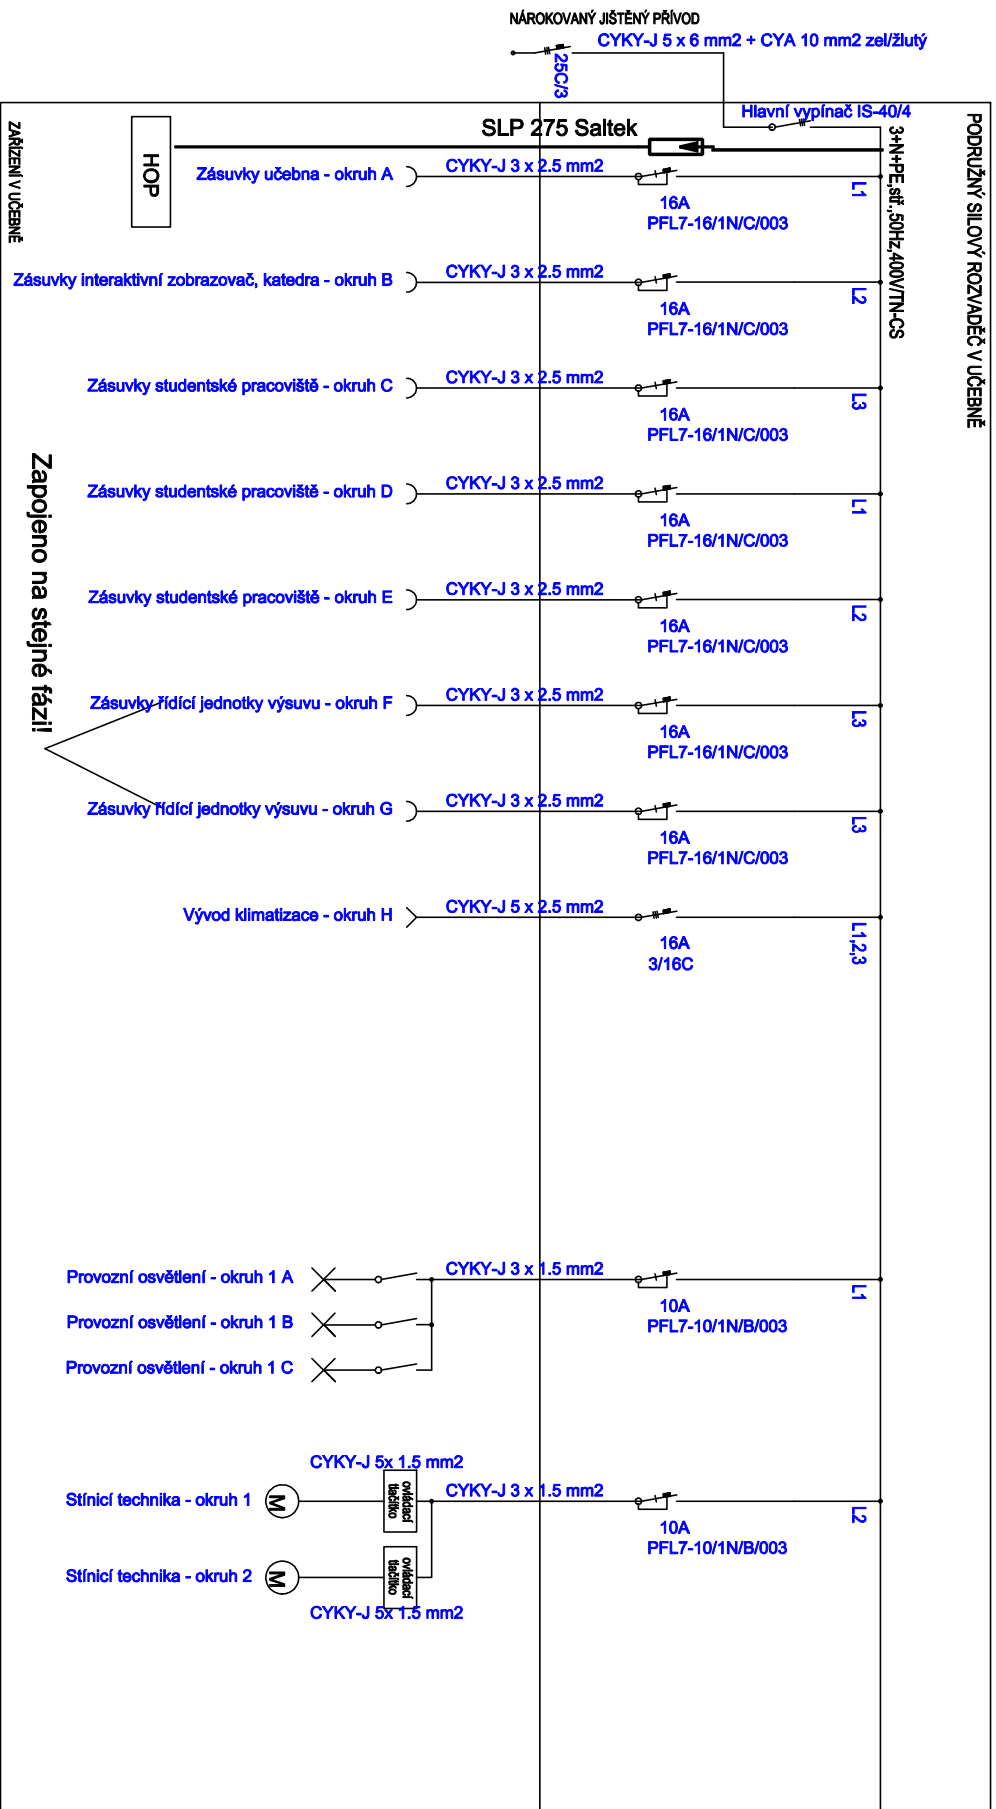 NÁROKOVANÝ JIŠTĚNÝ PŘÍVOD
CYKY-J 5 x 6 mm2 + CYA 10 mm2 zel/žlutý
25C/3
Hlavní vypínač IS-40/4
PODRUŽNÝ SILOVÝ ROZVADĚČ V UČEBNĚ
3+N+PE,stř.,50Hz,400V/TN-CS
ZAŘÍZENÍ V UČEBNĚ
HOP
SLP 275 Saltek
Zásuvky učebna - okruh A
CYKY-J 3 x 2.5 mm2
16A
PFL7-16/1N/C/003
L1
Zásuvky interaktivní zobrazovač, katedra - okruh B
CYKY-J 3 x 2.5 mm2
16A
PFL7-16/1N/C/003
L2
Zásuvky studentské pracoviště - okruh C
CYKY-J 3 x 2.5 mm2
16A
PFL7-16/1N/C/003
L3
Zásuvky studentské pracoviště - okruh D
CYKY-J 3 x 2.5 mm2
16A
PFL7-16/1N/C/003
L1
Zásuvky studentské pracoviště - okruh E
CYKY-J 3 x 2.5 mm2
16A
PFL7-16/1N/C/003
L2
Zapojeno na stejné fázi!
Zásuvky řídící jednotky výsuvu - okruh F
CYKY-J 3 x 2.5 mm2
16A
PFL7-16/1N/C/003
L3
Zásuvky řídící jednotky výsuvu - okruh G
CYKY-J 3 x 2.5 mm2
16A
PFL7-16/1N/C/003
L3
Vývod klimatizace - okruh H
CYKY-J 5 x 2.5 mm2
16A
3/16C
L1,2,3
Provozní osvětlení - okruh 1 A
CYKY-J 3 x 1.5 mm2
10A
PFL7-10/1N/B/003
L1
Provozní osvětlení - okruh 1 B
Provozní osvětlení - okruh 1 C
CYKY-J 5x 1.5 mm2
Stínicí technika - okruh 1
M
ovládací
tlačítko
CYKY-J 3 x 1.5 mm2
10A
PFL7-10/1N/B/003
L2
Stínicí technika - okruh 2
M
ovládací
tlačítko
CYKY-J 5x 1.5 mm2